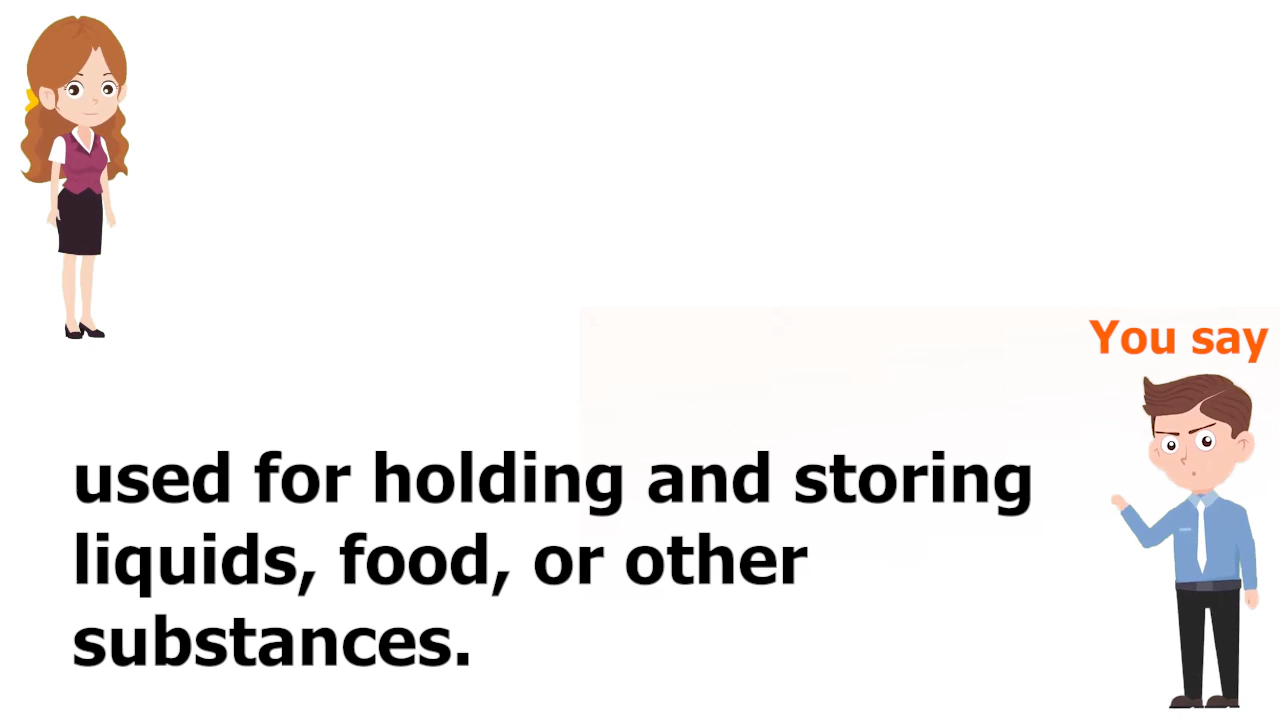 You say
used for holding and storing
liquids, food, or other
substances.